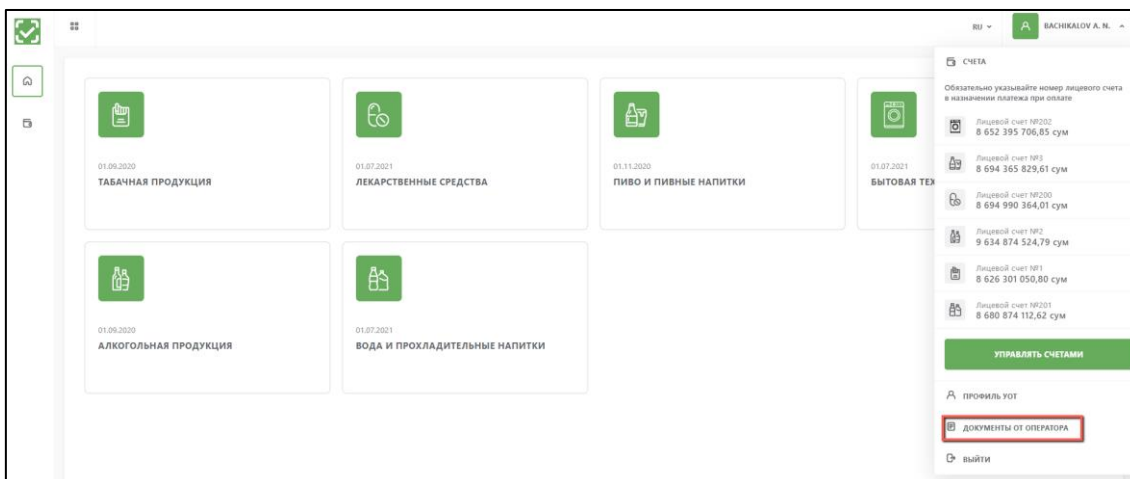 RU
BACHIKALOV A. N.
01.09.2020
ТАБАЧНАЯ ПРОДУКЦИЯ
01.07.2021
ЛЕКАРСТВЕННЫЕ СРЕДСТВА
01.11.2020
ПИВО И ПИВНЫЕ НАПИТКИ
01.07.2021
БЫТОВАЯ ТЕХ
01.09.2020
АЛКОГОЛЬНАЯ ПРОДУКЦИЯ
01.07.2021
ВОДА И ПРОХЛАДИТЕЛЬНЫЕ НАПИТКИ
СЧЕТА
Обязательно указывайте номер лицевого счета
в назначении платежа при оплате
Лицевой счет №202
8 652 395 706,85 сум
Лицевой счет №3
8 694 365 829,61 сум
Лицевой счет №200
8 694 990 364,01 сум
Лицевой счет №2
9 634 874 524,79 сум
Лицевой счет №1
8 626 301 050,80 сум
Лицевой счет №201
8 680 874 112,62 сум
УПРАВЛЯТЬ СЧЕТАМИ
ПРОФИЛЬ УОТ
ДОКУМЕНТЫ ОТ ОПЕРАТОРА
ВЫЙТИ